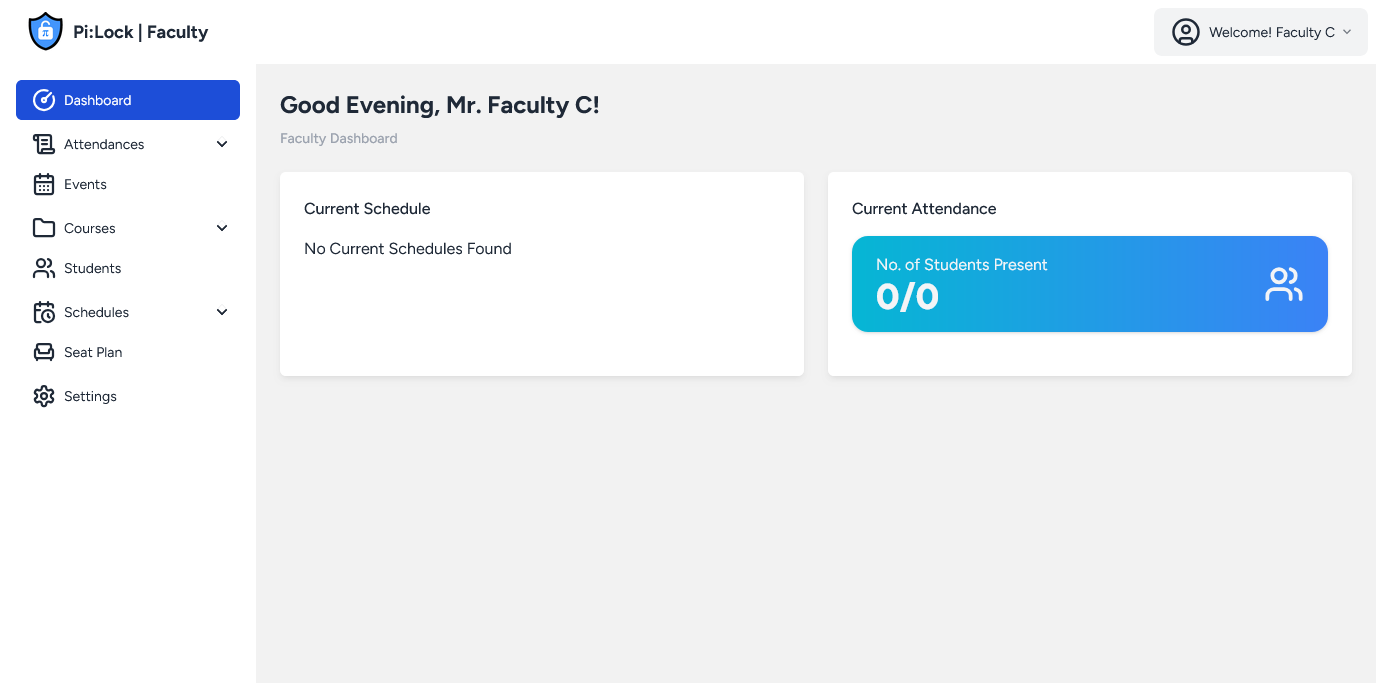 Pi:Lock | Faculty
Welcome! Faculty C
Dashboard
Attendances
Events
Courses
Students
Schedules
Seat Plan
Settings
Good Evening, Mr. Faculty C!
Faculty Dashboard
Current Schedule
No Current Schedules Found
Current Attendance
No. of Students Present
0/0